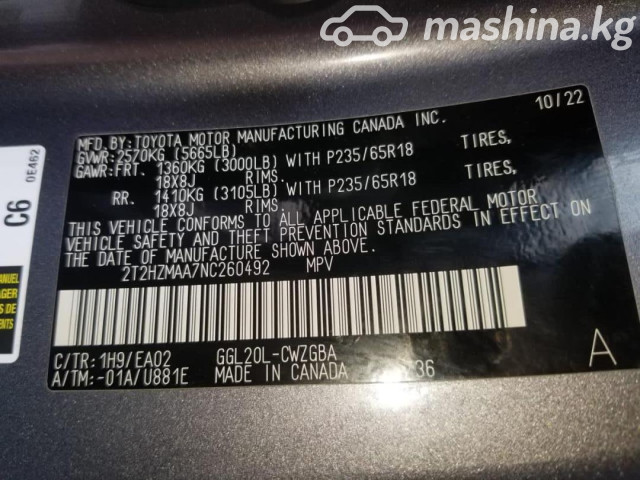 mashina.kg
10/22
MFD.BY:TOYOTA MOTOR MANUFACTURING CANADA INC.
GVWR:2570KG (5665LB)
GAWR:FRT. 1360KG (3000LB) WITH P235/65R18 TIRES,
18X8J RIMS.
RR. 1410KG (3105LB) WITH P235/65R18 TIRES,
18X8J RIMS.
THIS VEHICLE CONFORMS TO ALL APPLICABLE FEDERAL MOTOR
VEHICLE SAFETY AND THEFT PREVENTION STANDARDS IN EFFECT ON
THE DATE OF MANUFACTURE SHOWN ABOVE.
2T2HZMAA7NC260492 MPV
C/TR:1H9/EA02 GGL20L-CWZGBA
A/TM:-01A/U881E MADE IN CANADA 36
A
C6
0E462